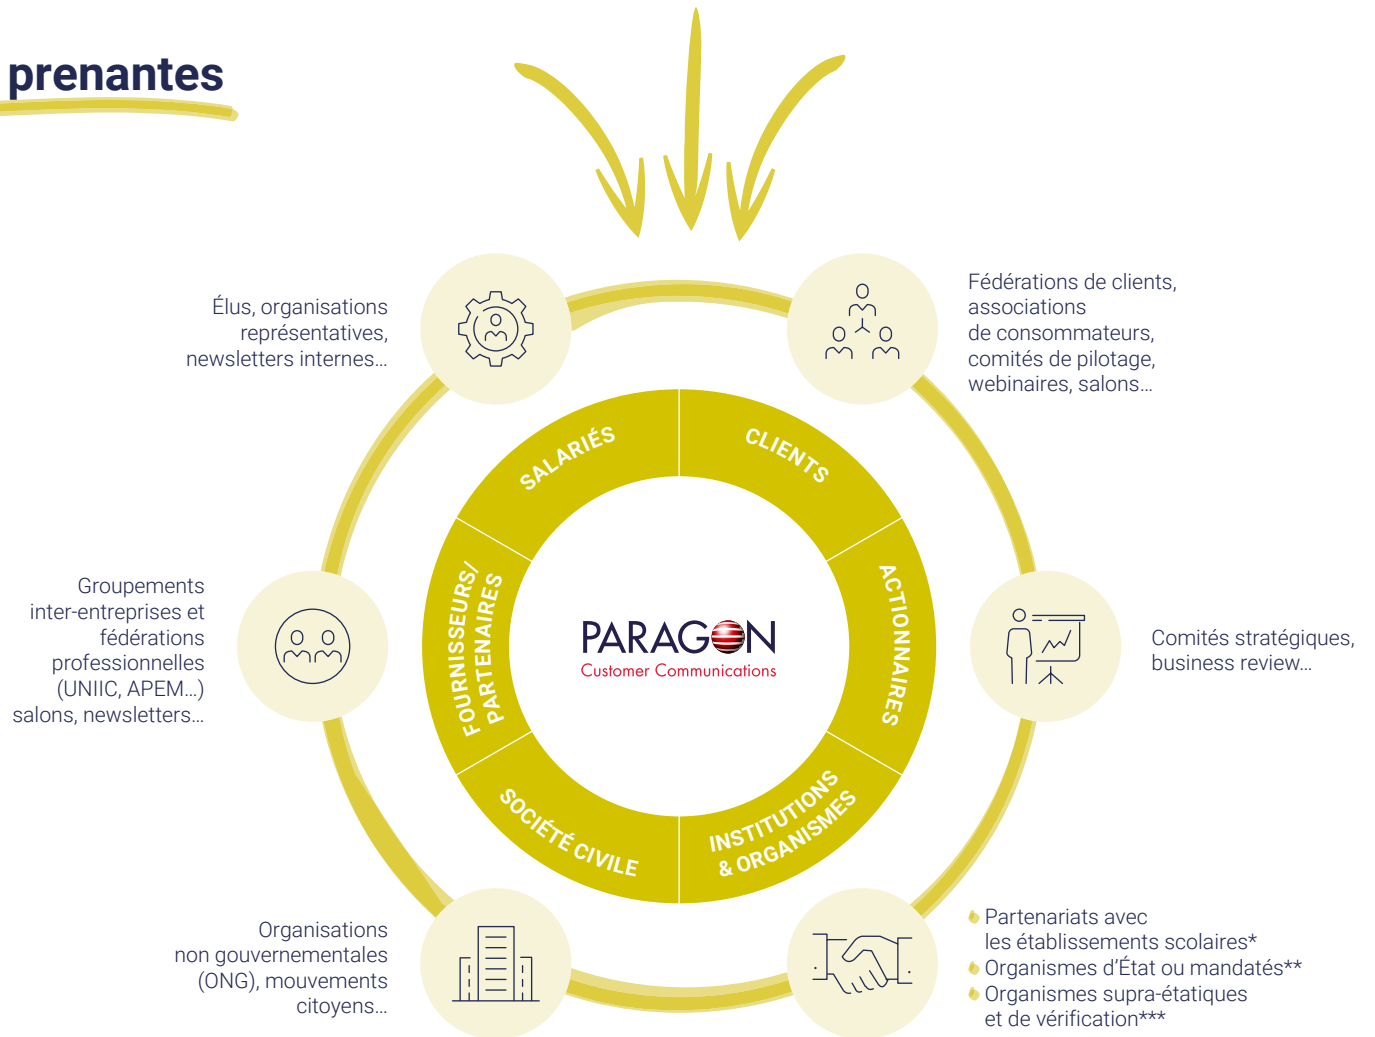 prenantes
Élus, organisations
représentatives,
newsletters internes…
Fédérations de clients,
associations
de consommateurs,
comités de pilotage,
webinaires, salons…
SALARIÉS
CLIENTS
FOURNISSEURS/
PARTENAIRES
ACTIONNAIRES
Groupements
inter-entreprises et
fédérations
professionnelles
(UNIIC, APEM…)
salons, newsletters…
PARAGON
Customer Communications
Comités stratégiques,
business review…
SOCIÉTÉ CIVILE
INSTITUTIONS
& ORGANISMES
Organisations
non gouvernementales
(ONG), mouvements
citoyens…
Partenariats avec
les établissements scolaires*
Organismes d'État ou mandatés**
Organismes supra-étatiques
et de vérification***